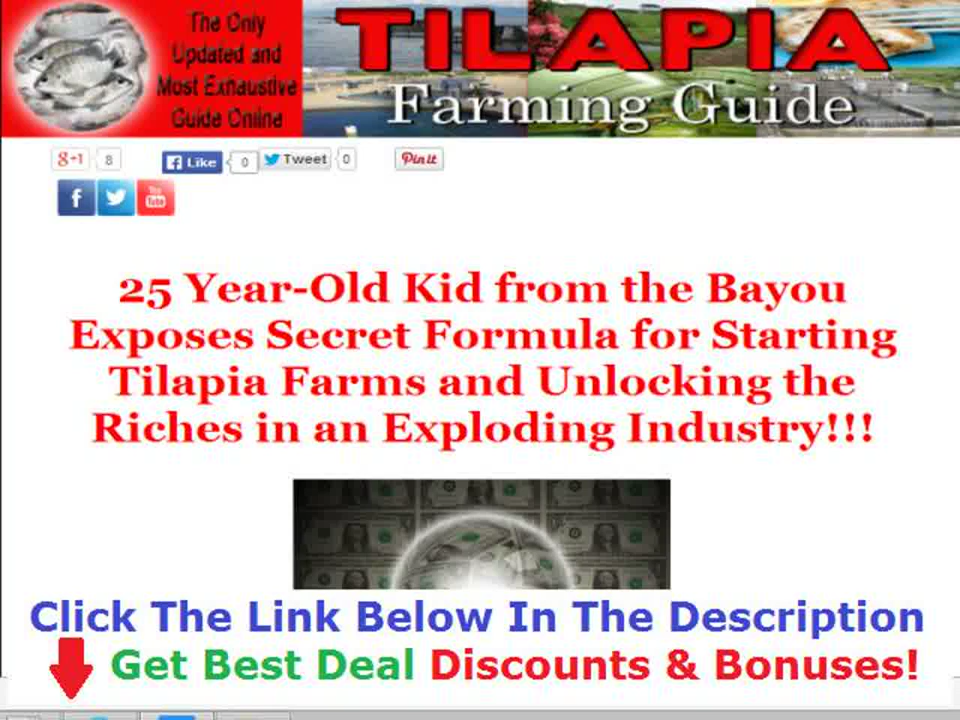 The Only
Updated and
Most Exhaustive
Guide Online
TILAPIA
Farming Guide
g+1 8
Like 0
Tweet 0
Pin it
You
Tube
25 Year-Old Kid from the Bayou
Exposes Secret Formula for Starting
Tilapia Farms and Unlocking the
Riches in an Exploding Industry!!!
Click The Link Below In The Description
Get Best Deal Discounts & Bonuses!